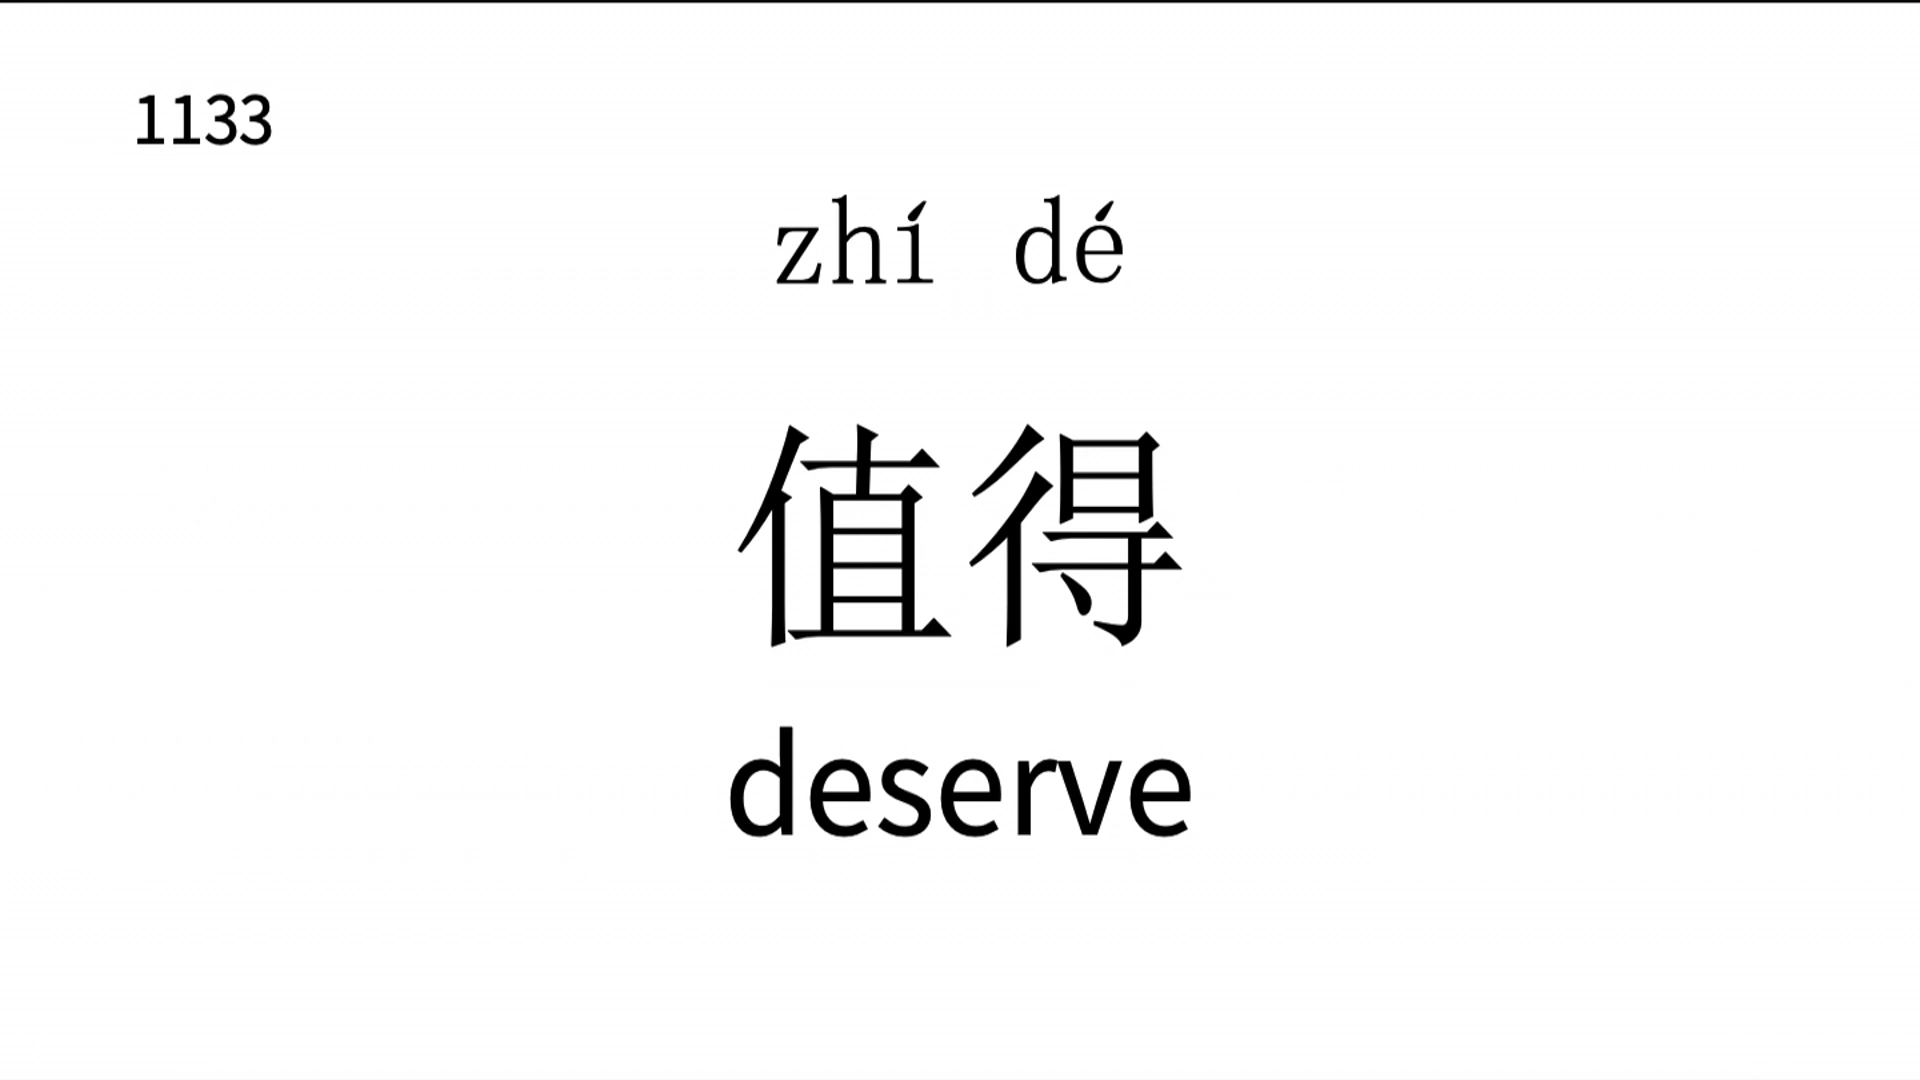 1133
zhí dé
值得
deserve